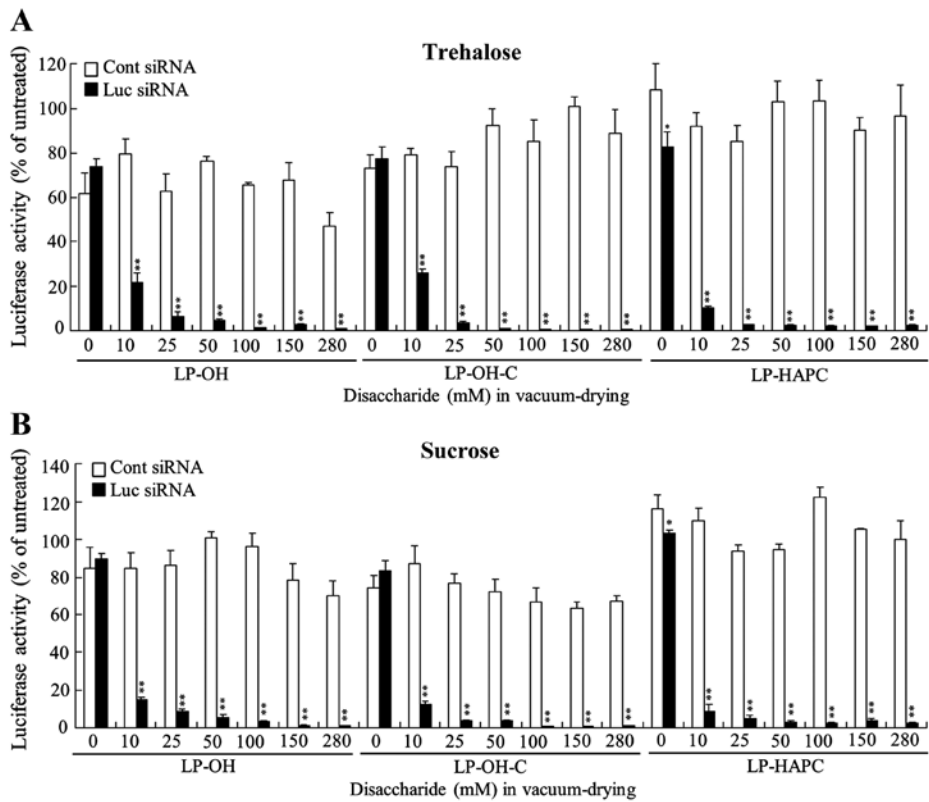 A
Trehalose
Luciferase activity (% of untreated)
120
100
80
60
40
20
0
Cont siRNA
Luc siRNA
** ** ** ** ** **
** ** ** ** ** **
* ** ** ** ** ** **
0 10 25 50 100 150 280 0 10 25 50 100 150 280 0 10 25 50 100 150 280
LP-OH LP-OH-C LP-HAPC
Disaccharide (mM) in vacuum-drying
B
Sucrose
Luciferase activity (% of untreated)
140
120
100
80
60
40
20
0
Cont siRNA
Luc siRNA
** ** ** ** ** **
** ** ** ** ** **
* ** ** ** ** ** **
0 10 25 50 100 150 280 0 10 25 50 100 150 280 0 10 25 50 100 150 280
LP-OH LP-OH-C LP-HAPC
Disaccharide (mM) in vacuum-drying